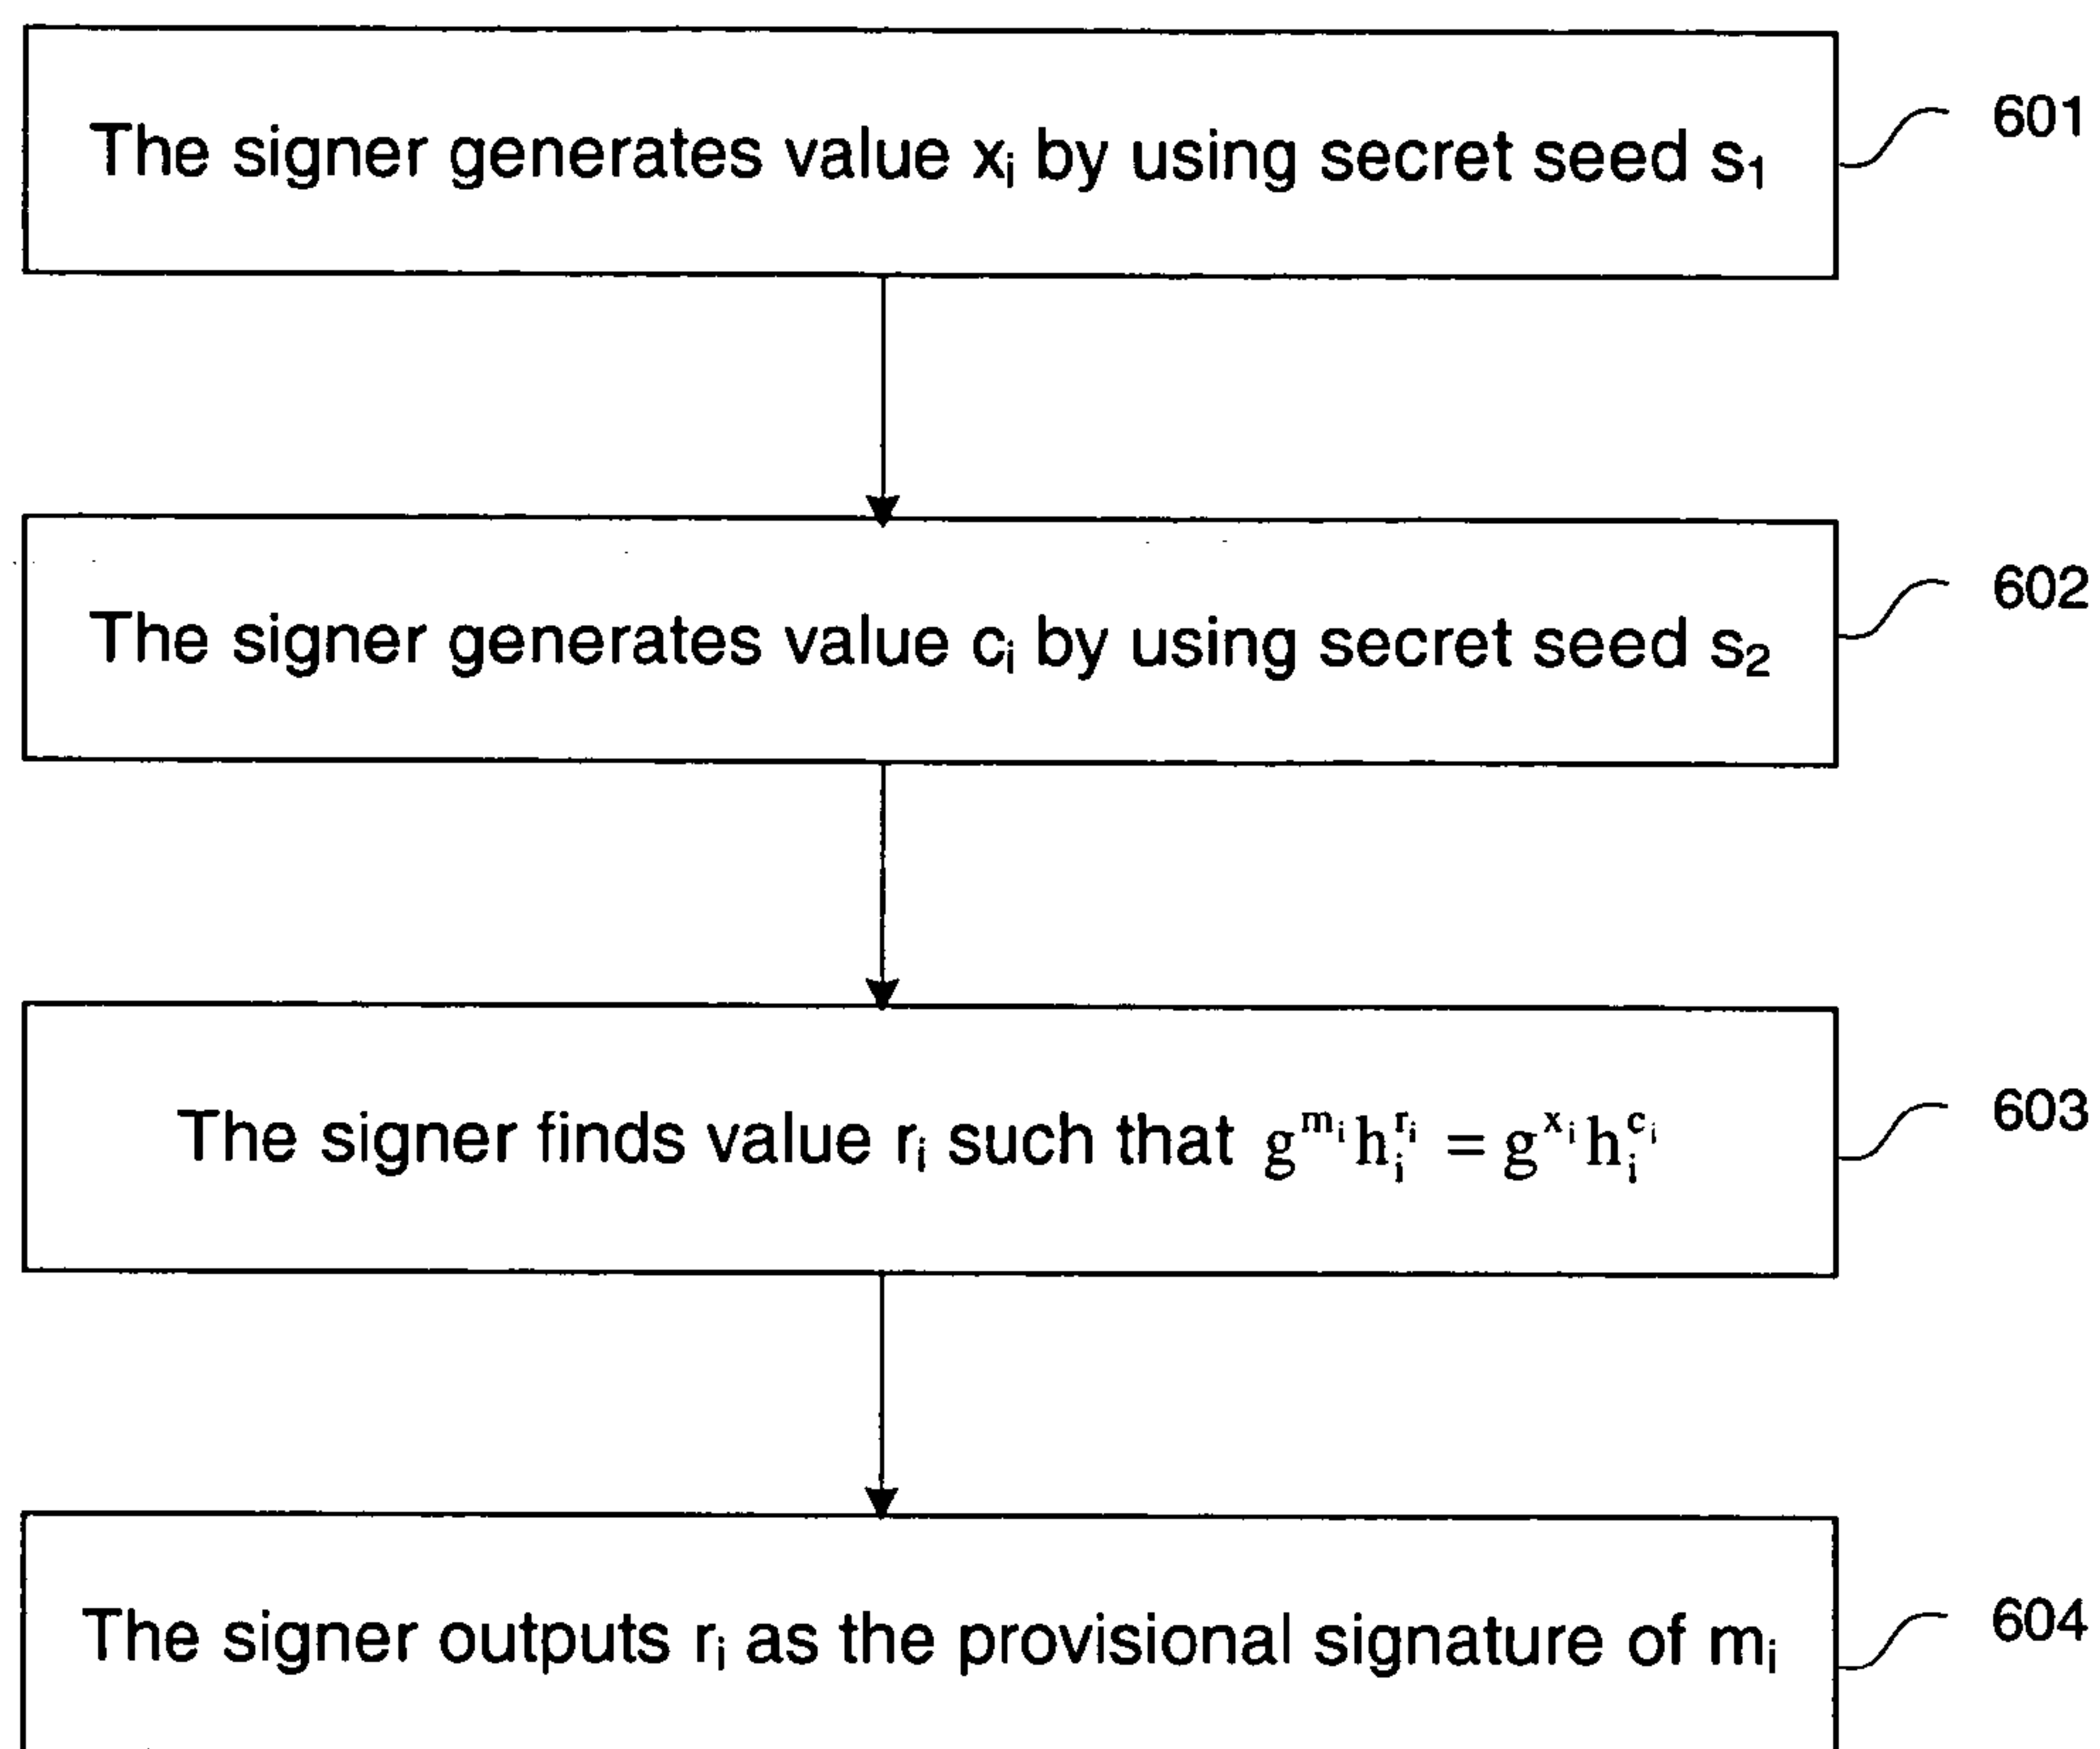 The signer generates value xᵢ by using secret seed s₁
601
The signer generates value cᵢ by using secret seed s₂
602
The signer finds value rᵢ such that g^{mᵢ} hᵢ^{rᵢ} = g^{xᵢ} hᵢ^{cᵢ}
603
The signer outputs rᵢ as the provisional signature of mᵢ
604